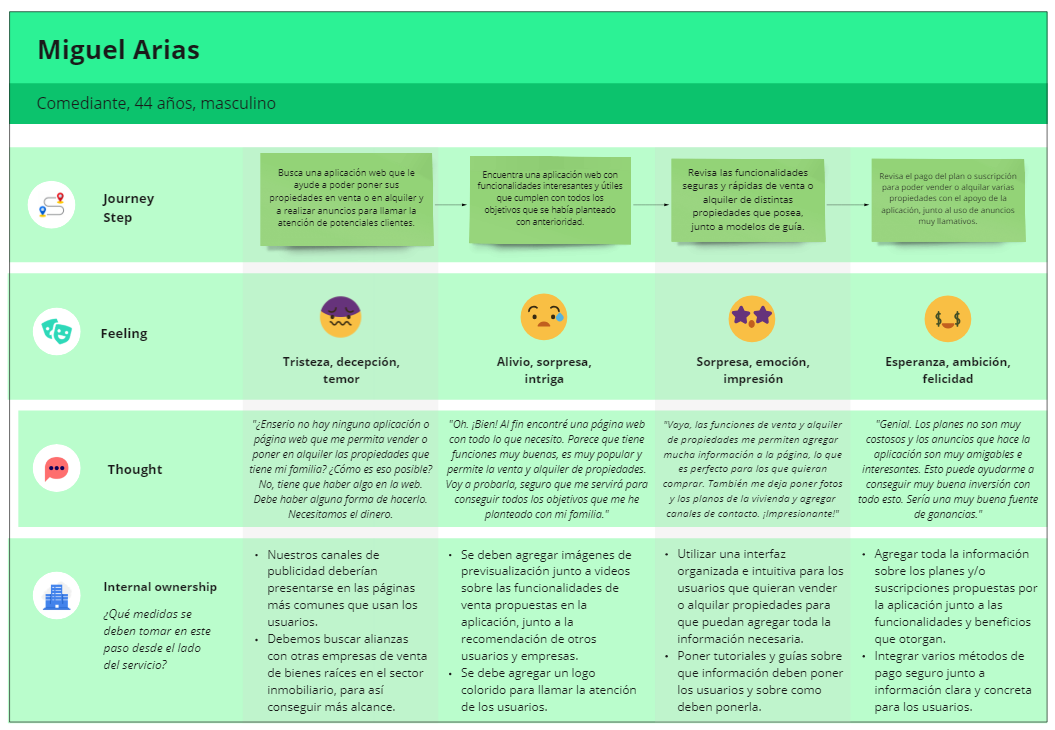 Miguel Arias
Comediante, 44 años, masculino
Journey
Step
Busca una aplicación web que le
ayude a poder poner sus
propiedades en venta o en alquiler y
a realizar anuncios para llamar la
atención de potenciales clientes.
Encuentra una aplicación web con
funcionalidades interesantes y útiles
que cumplen con todos los
objetivos que se había planteado
con anterioridad.
Revisa las funcionalidades
seguras y rápidas de venta o
alquiler de distintas
propiedades que posea,
junto a modelos de guía.
Revisa el pago del plan o suscripción
para poder vender o alquilar varias
propiedades con el apoyo de la
aplicación, junto al uso de anuncios
muy llamativos.
Feeling
Tristeza, decepción,
temor
Alivio, sorpresa,
intriga
Sorpresa, emoción,
impresión
Esperanza, ambición,
felicidad
Thought
"¿Enserio no hay ninguna aplicación o
página web que me permita vender o
poner en alquiler las propiedades que
tiene mi familia? ¿Cómo es eso posible?
No, tiene que haber algo en la web.
Debe haber alguna forma de hacerlo.
Necesitamos el dinero.
"Oh. ¡Bien! Al fin encontré una página web
con todo lo que necesito. Parece que tiene
funciones muy buenas, es muy popular y
permite la venta y alquiler de propiedades.
Voy a probarla, seguro que me servirá para
conseguir todos los objetivos que me he
planteado con mi familia."
"Vaya, las funciones de venta y alquiler
de propiedades me permiten agregar
mucha información a la página, lo que
es perfecto para los que quieran
comprar. También me deja poner fotos
y los planos de la vivienda y agregar
canales de contacto. ¡Impresionante!"
"Genial. Los planes no son muy
costosos y los anuncios que hace la
aplicación son muy amigables e
interesantes. Esto puede ayudarme a
conseguir muy buena inversión con
todo esto. Sería una muy buena fuente
de ganancias."
Internal ownership
¿Qué medidas se
deben tomar en este
paso desde el lado
del servicio?
• Nuestros canales de
publicidad deberían
presentarse en las páginas
más comunes que usan los
usuarios.
• Debemos buscar alianzas
con otras empresas de venta
de bienes raíces en el sector
inmobiliario, para así
conseguir más alcance.
• Se deben agregar imágenes de
previsualización junto a videos
sobre las funcionalidades de
venta propuestas en la
aplicación, junto a la
recomendación de otros
usuarios y empresas.
• Se debe agregar un logo
colorido para llamar la atención
de los usuarios.
• Utilizar una interfaz
organizada e intuitiva para los
usuarios que quieran vender
o alquilar propiedades para
que puedan agregar toda la
información necesaria.
• Poner tutoriales y guías sobre
que información deben poner
los usuarios y sobre como
deben ponerla.
• Agregar toda la información
sobre los planes y/o
suscripciones propuestas por
la aplicación junto a las
funcionalidades y beneficios
que otorgan.
• Integrar varios métodos de
pago seguro junto a
información clara y concreta
para los usuarios.